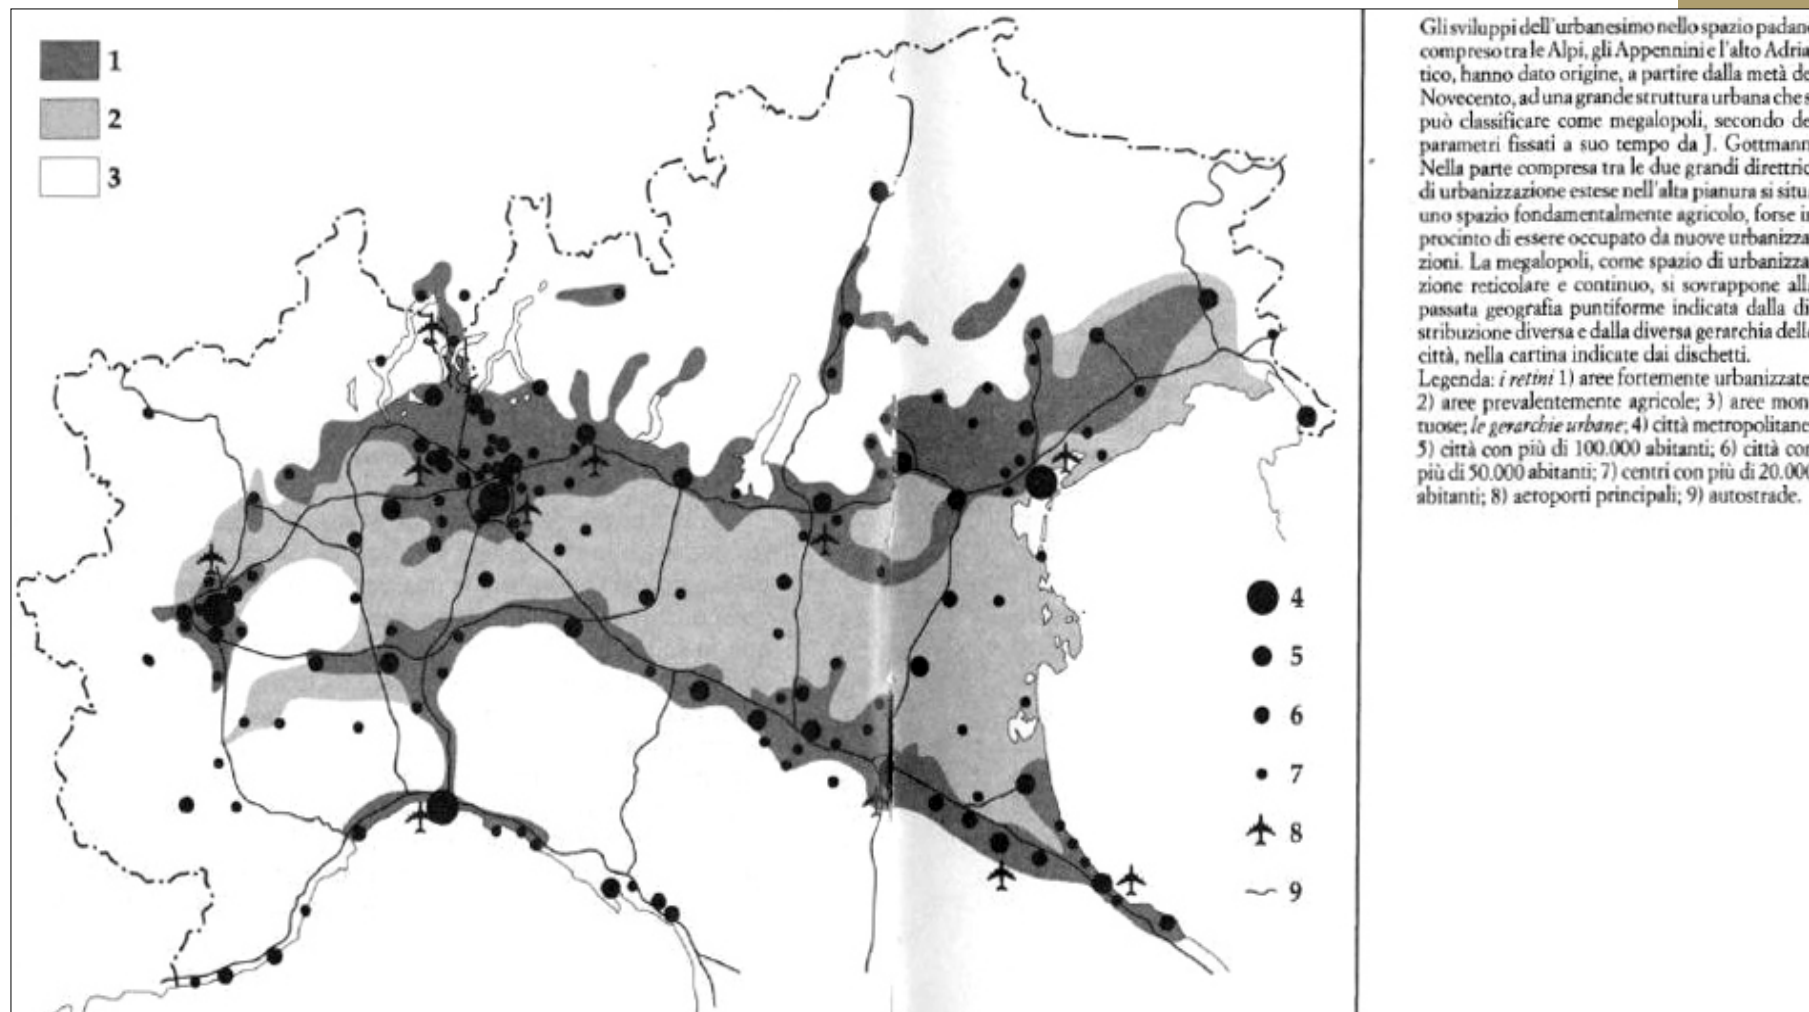 1
2
3
Gli sviluppi dell'urbanesimo nello spazio padano
compreso tra le Alpi, gli Appennini e l'alto Adria
tico, hanno dato origine, a partire dalla metà de
Novecento, ad una grande struttura urbana che s
può classificare come megalopoli, secondo de
parametri fissati a suo tempo da J. Gottmann
Nella parte compresa tra le due grandi direttric
di urbanizzazione estese nell'alta pianura si situ
uno spazio fondamentalmente agricolo, forse in
procinto di essere occupato da nuove urbanizza
zioni. La megalopoli, come spazio di urbanizza
zione reticolare e continuo, si sovrappone all
passata geografia puntiforme indicata dalla di
stribuzione diversa e dalla diversa gerarchia delle
città, nella cartina indicate dai dischetti.
Legenda: i retini 1) aree fortemente urbanizzate
2) aree prevalentemente agricole; 3) aree mon
tuose; le gerarchie urbane; 4) città metropolitane
5) città con più di 100.000 abitanti; 6) città con
più di 50.000 abitanti; 7) centri con più di 20.000
abitanti; 8) aeroporti principali; 9) autostrade.
4
5
6
7
8
9